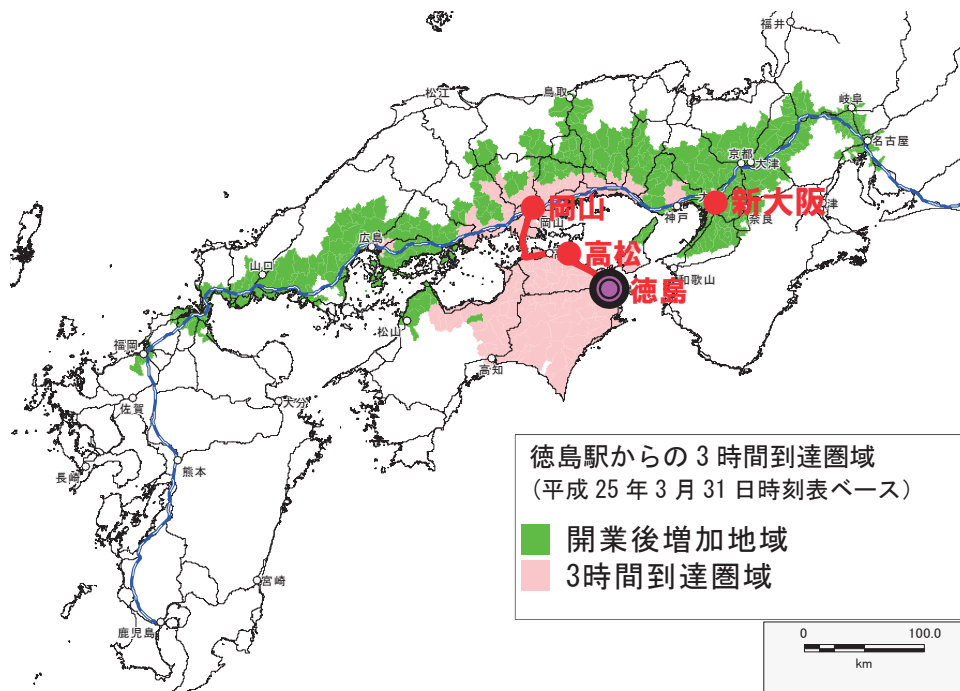 福井
松江
鳥取
岐阜
名古屋
京都
大津
岡山
新大阪
津
岡山
神戸
奈良
広島
高松
山口
和歌山
徳島
松山
福岡
高知
佐賀
大分
長崎
熊本
徳島駅からの3時間到達圏域
（平成25年3月31日時刻表ベース）
開業後増加地域
3時間到達圏域
宮崎
鹿児島
0 100.0
km